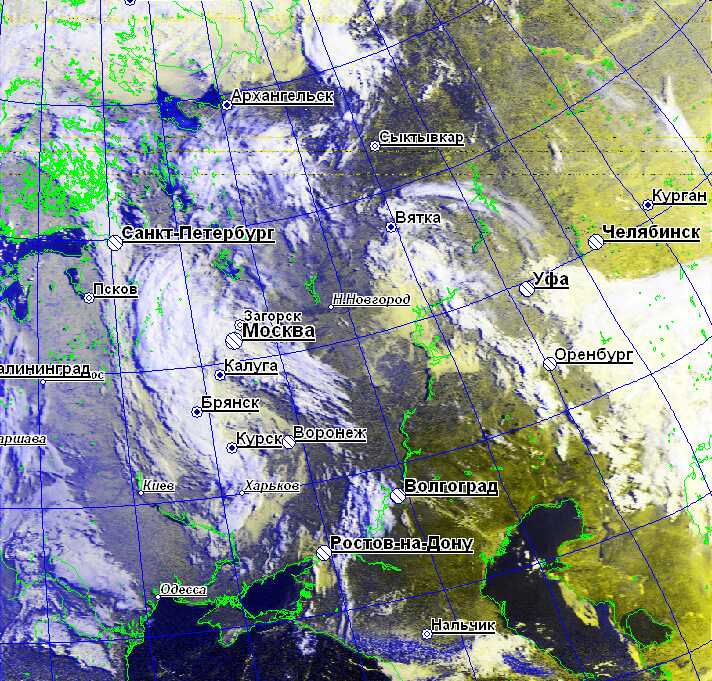 Архангельск
Сыктывкар
Курган
Вятка
Санкт-Петербург
Челябинск
Уфа
Псков
Н.Новгород
Загорск
Москва
Оренбург
Калуга
алининград
Брянск
Воронеж
Курск
аршава
Киев
Харьков
Волгоград
Ростов-на-Дону
Одесса
Нальчик